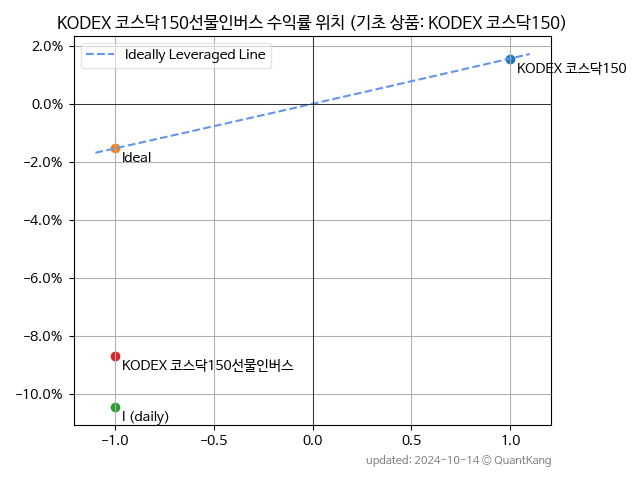 KODEX 코스닥150선물인버스 수익률 위치 (기초 상품: KODEX 코스닥150)
2.0%
Ideally Leveraged Line
KODEX 코스닥150
0.0%
Ideal
−2.0%
−4.0%
−6.0%
−8.0%
KODEX 코스닥150선물인버스
−10.0%
I (daily)
−1.0 −0.5 0.0 0.5 1.0
updated: 2024-10-14 © QuantKang